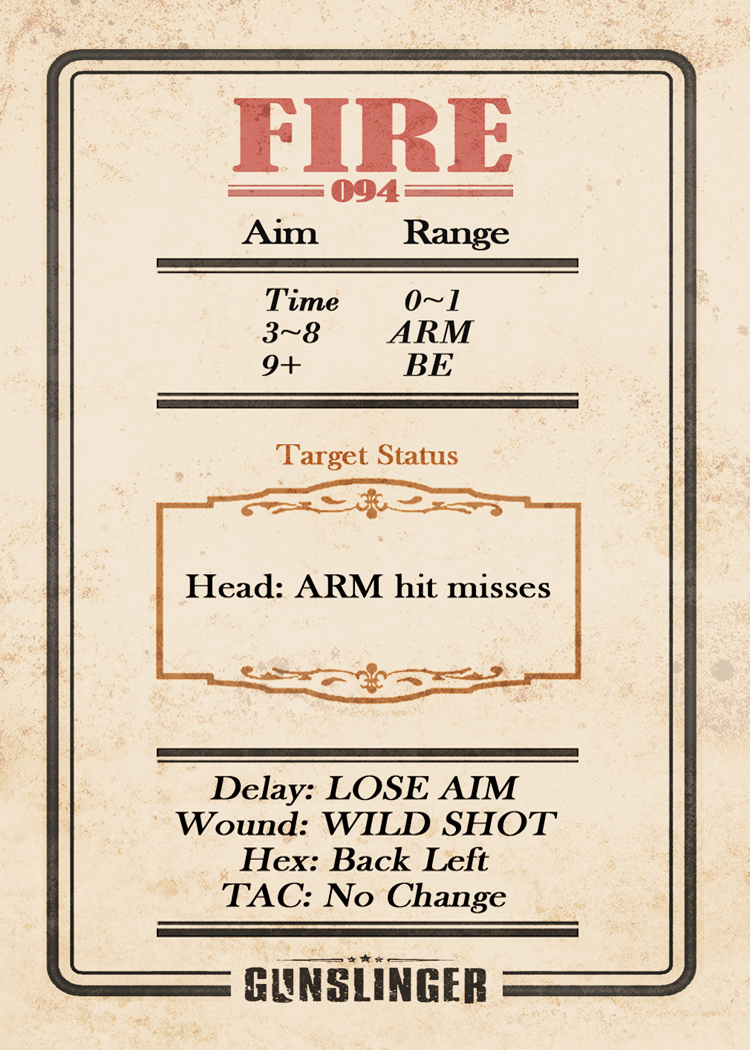 FIRE
094
Aim Range
Time 0~1
3~8 ARM
9+ BE
Target Status
Head: ARM hit misses
Delay: LOSE AIM
Wound: WILD SHOT
Hex: Back Left
TAC: No Change
GUNSLINGER